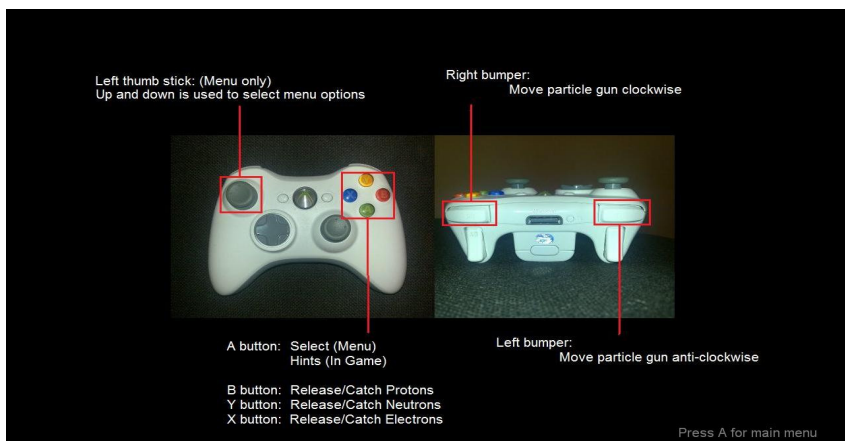 Left thumb stick: (Menu only)
Up and down is used to select menu options
Right bumper:
Move particle gun clockwise
A button: Select (Menu)
Hints (In Game)
B button: Release/Catch Protons
Y button: Release/Catch Neutrons
X button: Release/Catch Electrons
Left bumper:
Move particle gun anti-clockwise
Press A for main menu